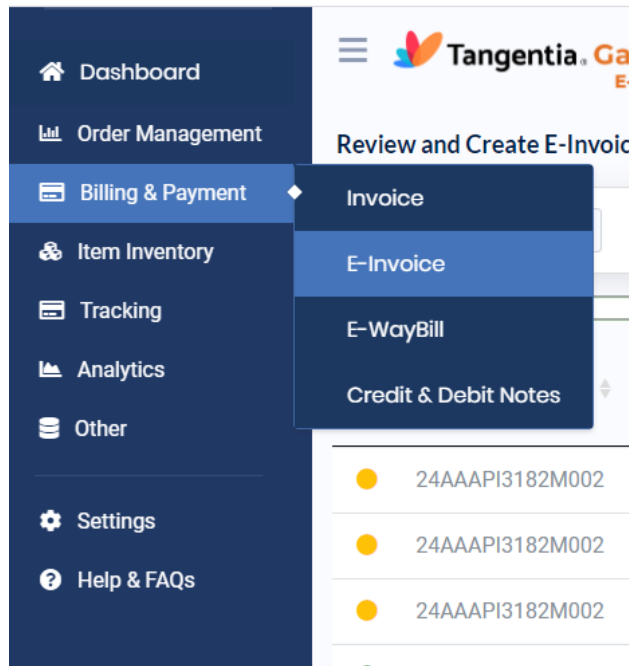 Dashboard
Order Management
Billing & Payment
Item Inventory
Tracking
Analytics
Other
Settings
Help & FAQs
Tangentia. Ga
E-
Review and Create E-Invoic
Invoice
E-Invoice
E-WayBill
Credit & Debit Notes
24AAAPI3182M002
24AAAPI3182M002
24AAAPI3182M002